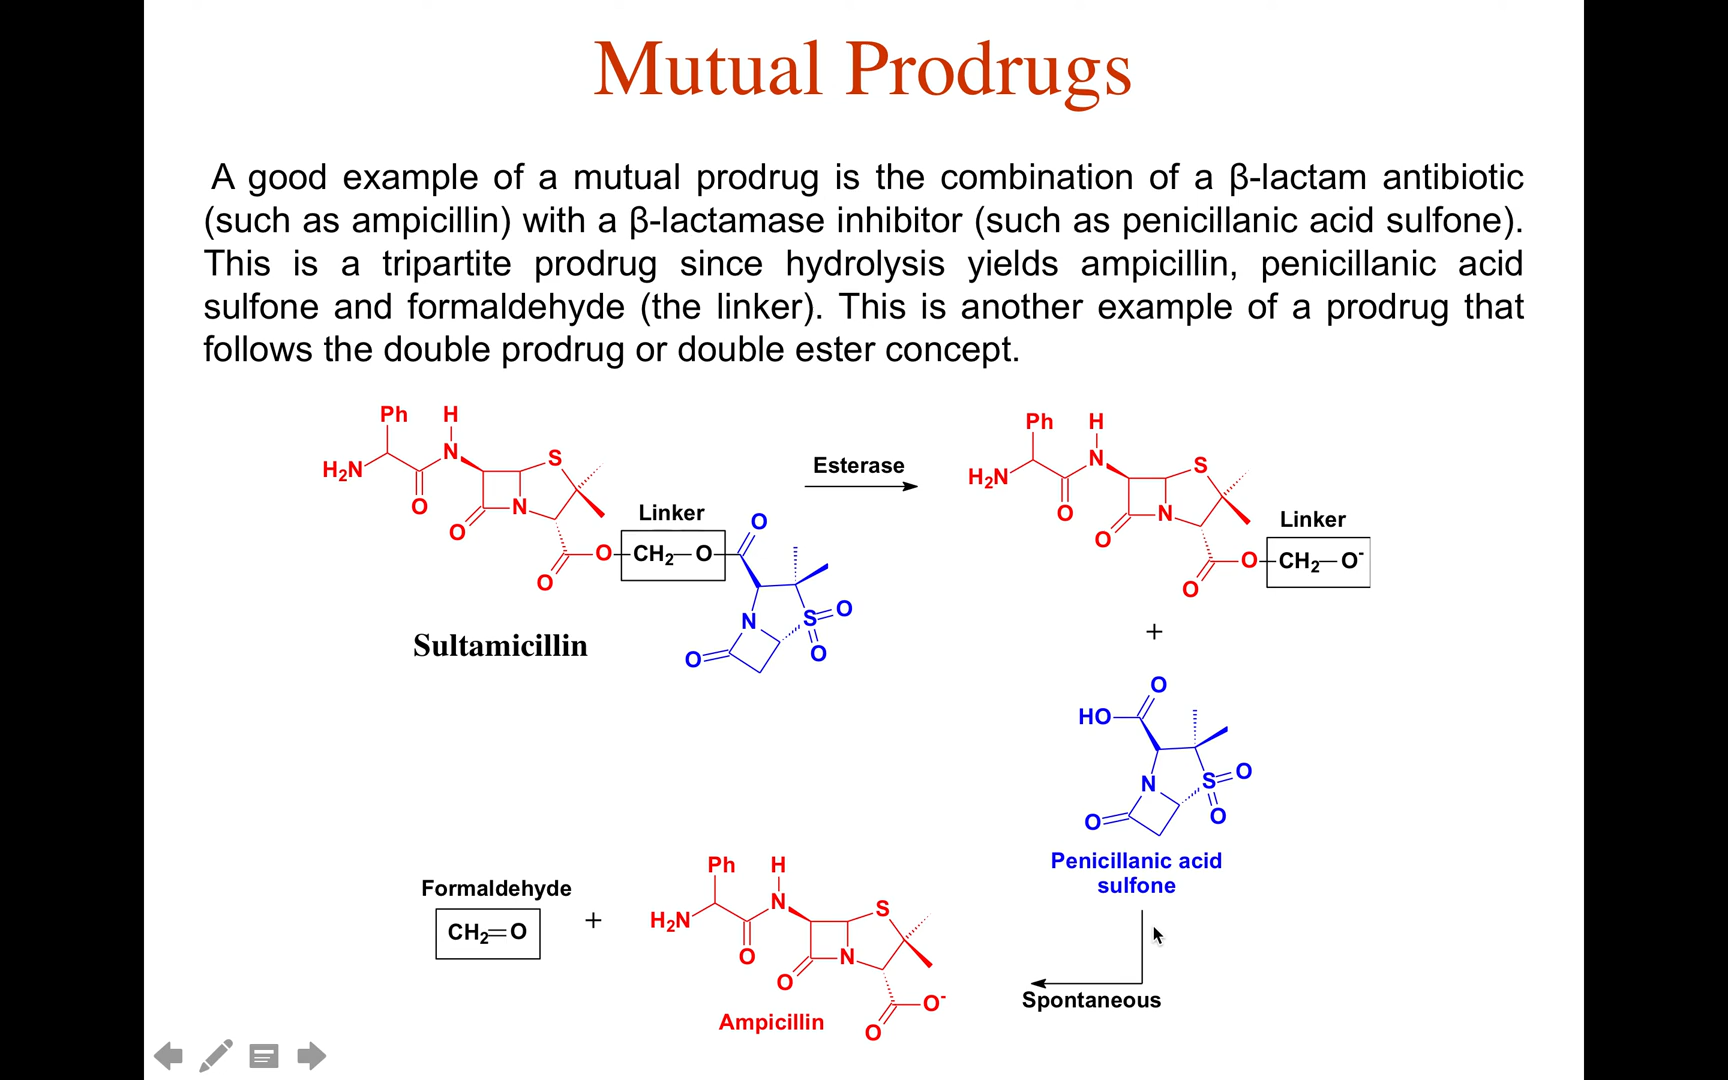 Mutual Prodrugs
A good example of a mutual prodrug is the combination of a β-lactam antibiotic
(such as ampicillin) with a β-lactamase inhibitor (such as penicillanic acid sulfone).
This is a tripartite prodrug since hydrolysis yields ampicillin, penicillanic acid
sulfone and formaldehyde (the linker). This is another example of a prodrug that
follows the double prodrug or double ester concept.
Ph H
H₂N N S
O O N
Linker
O CH₂—O O
O
N S O
O O
Sultamicillin
Esterase
Ph H
H₂N N S
O O N
Linker
O CH₂—O⁻
O
+
O
HO
N S O
O O
Penicillanic acid
sulfone
Spontaneous
Formaldehyde
CH₂=O
+
Ph H
H₂N N S
O O N
O⁻
O
Ampicillin